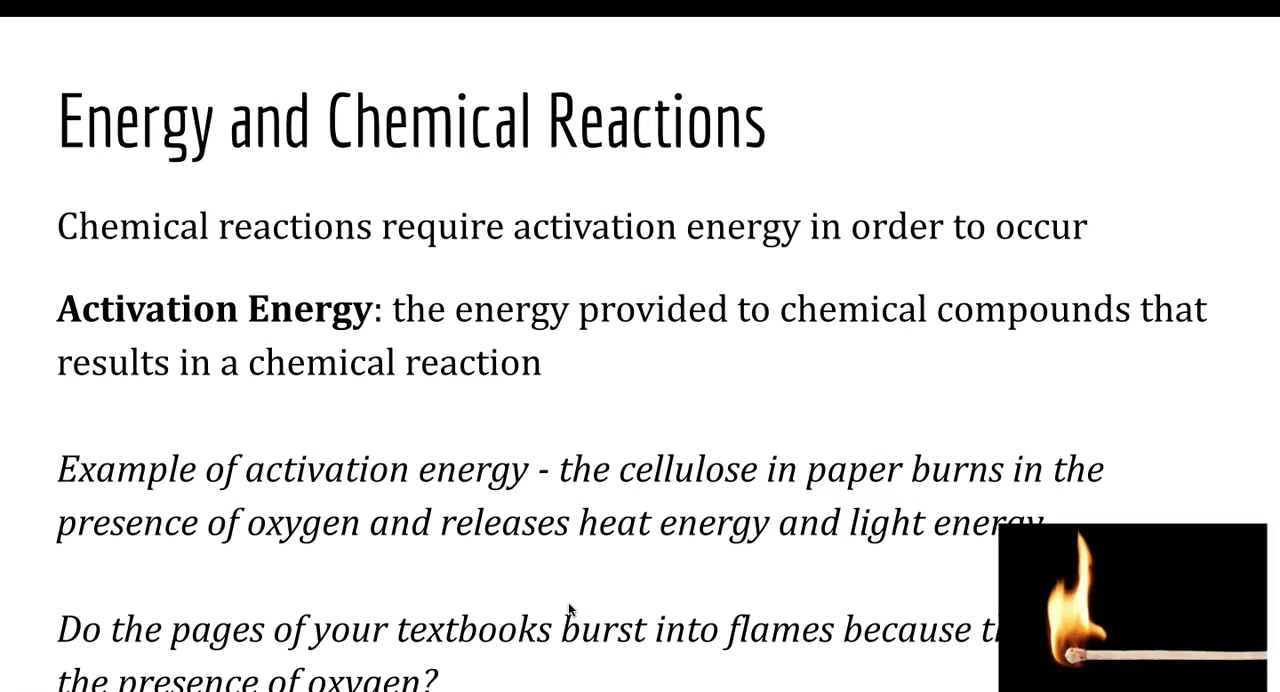 Energy and Chemical Reactions
Chemical reactions require activation energy in order to occur
Activation Energy: the energy provided to chemical compounds that
results in a chemical reaction
Example of activation energy - the cellulose in paper burns in the
presence of oxygen and releases heat energy and light energy
Do the pages of your textbooks burst into flames because
the presence of oxygen?